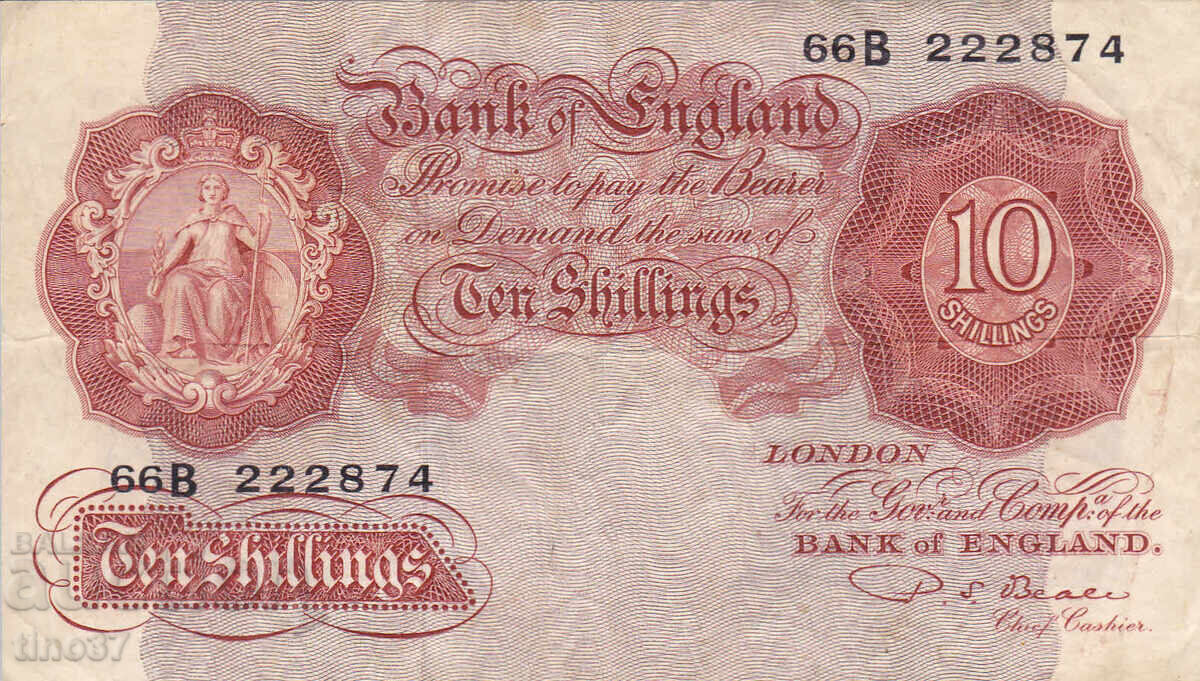 66B 222874
Bank of England
Promise to pay the Bearer
on Demand the sum of
Ten Shillings
10
SHILLINGS
66B 222874
Ten Shillings
LONDON
For the Govr. and Compa. of the
BANK of ENGLAND.
P. S. Beale
Chief Cashier.
tino37